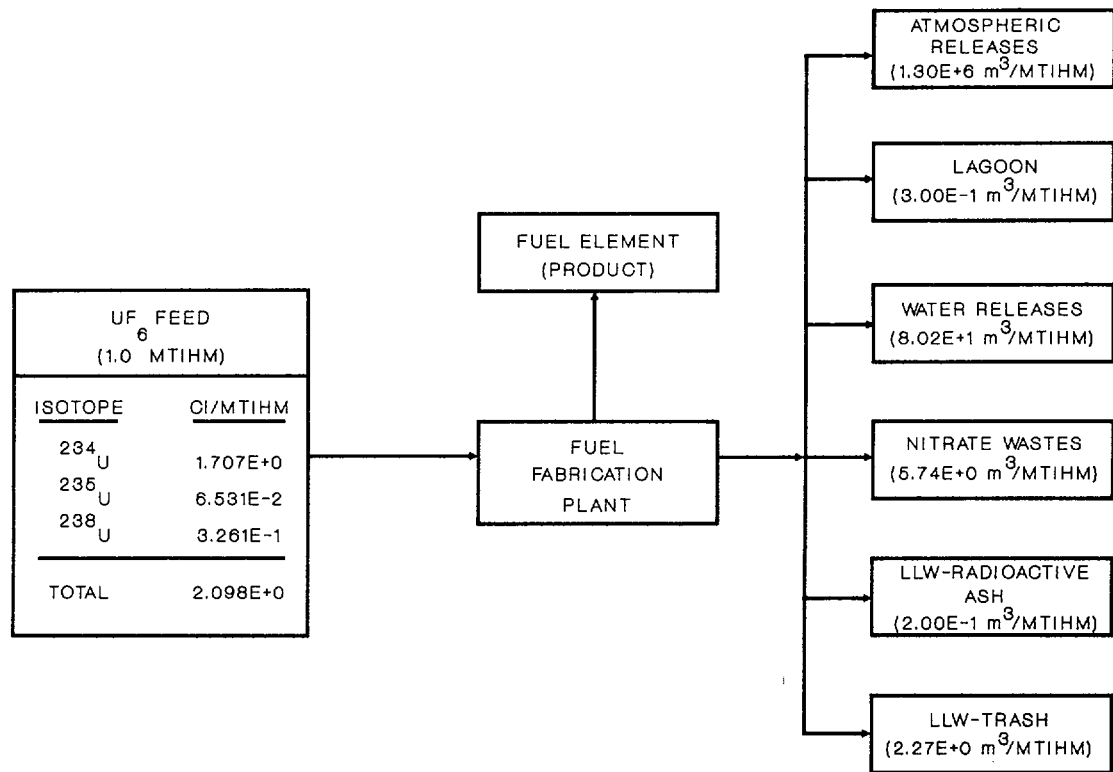 UF6 FEED
(1.0 MTIHM)
ISOTOPE CI/MTIHM
234U 1.707E+0
235U 6.531E-2
238U 3.261E-1
TOTAL 2.098E+0
FUEL ELEMENT
(PRODUCT)
FUEL
FABRICATION
PLANT
ATMOSPHERIC
RELEASES
(1.30E+6 m3/MTIHM)
LAGOON
(3.00E-1 m3/MTIHM)
WATER RELEASES
(8.02E+1 m3/MTIHM)
NITRATE WASTES
(5.74E+0 m3/MTIHM)
LLW-RADIOACTIVE
ASH
(2.00E-1 m3/MTIHM)
LLW-TRASH
(2.27E+0 m3/MTIHM)